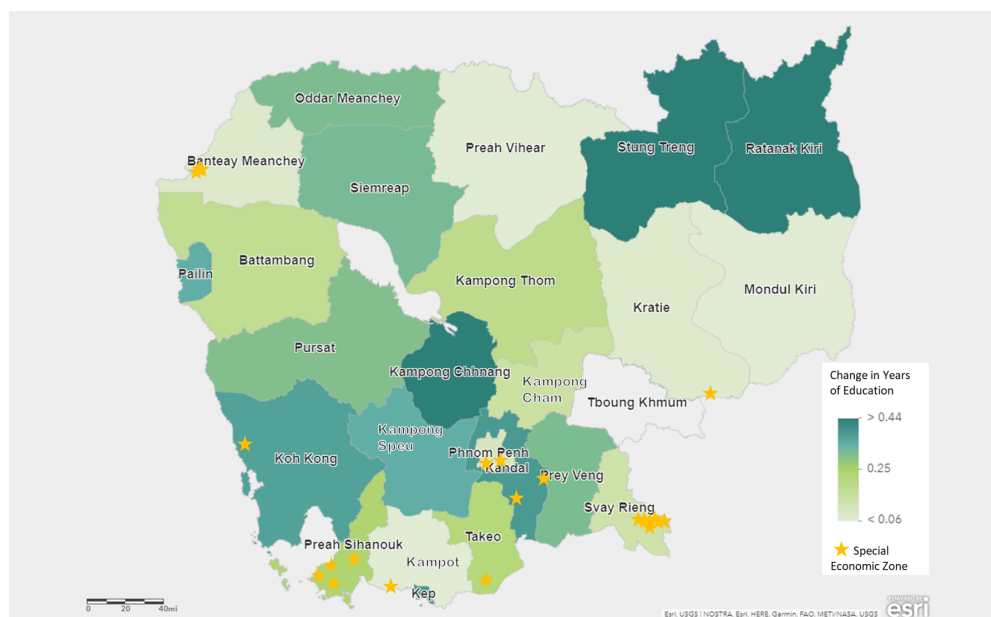 Oddar Meanchey
Preah Vihear
Stung Treng
Ratanak Kiri
Banteay Meanchey
Siemreap
Pailin
Battambang
Kampong Thom
Mondul Kiri
Kratie
Pursat
Kampong Chhnang
Kampong
Cham
Tboung Khmum
Kampong
Speu
Koh Kong
Phnom Penh
Kandal
Prey Veng
Svay Rieng
Preah Sihanouk
Takeo
Kampot
Kep
Change in Years
of Education
> 0.44
0.25
< 0.06
Special
Economic Zone
0 20 40mi
Esri, USGS | NOSTRA, Esri, HERE, Garmin, FAO, METI/NASA, USGS
POWERED BY
esri